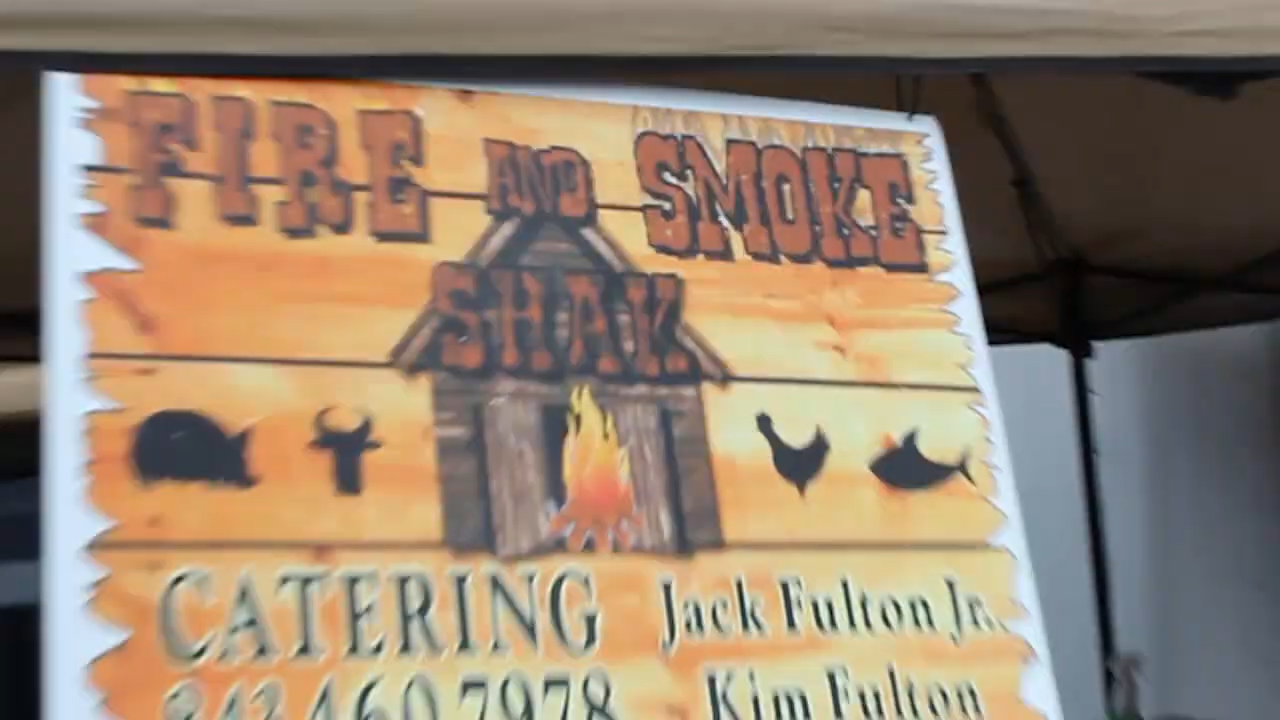 FIRE AND SMOKE
SHAK
CATERING Jack Fulton Jr.
843.460.7978 Kim Fulton